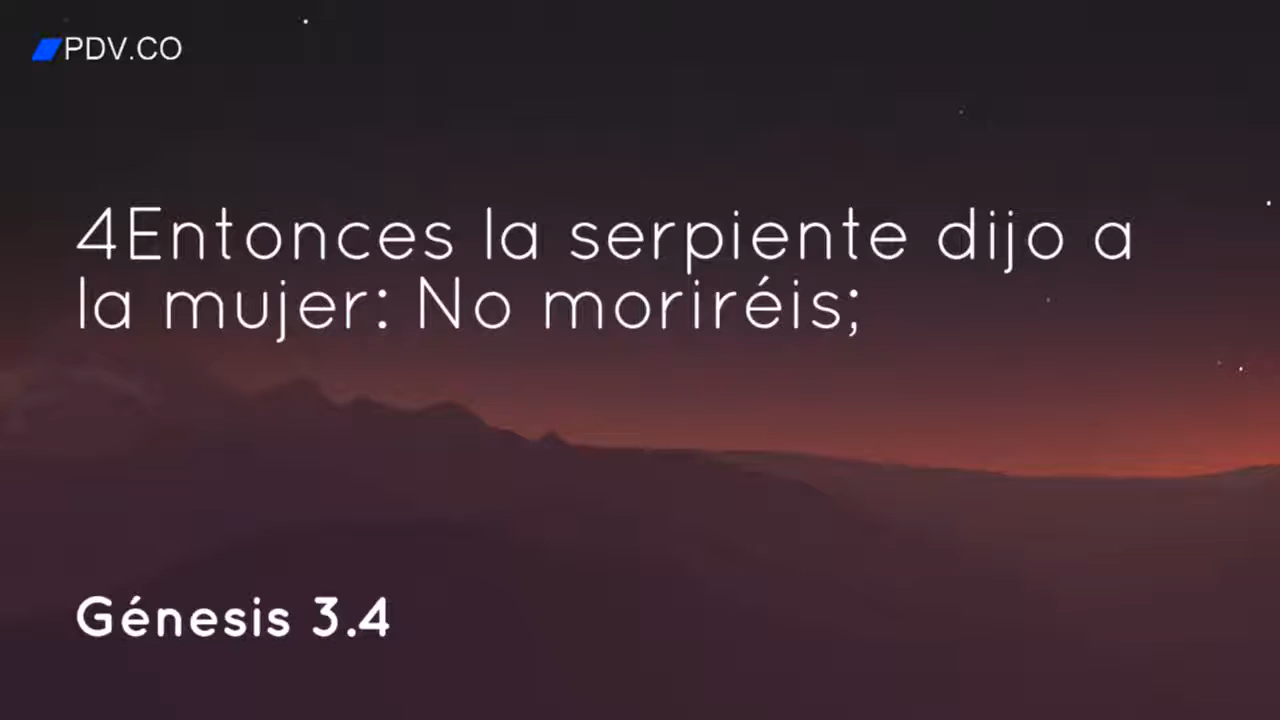 PDV.CO
4Entonces la serpiente dijo a
la mujer: No moriréis;
Génesis 3.4